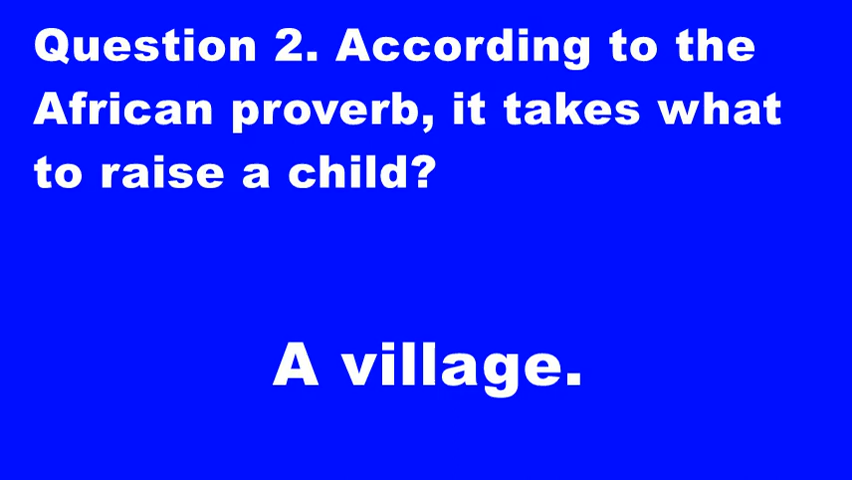 Question 2. According to the
African proverb, it takes what
to raise a child?
A village.